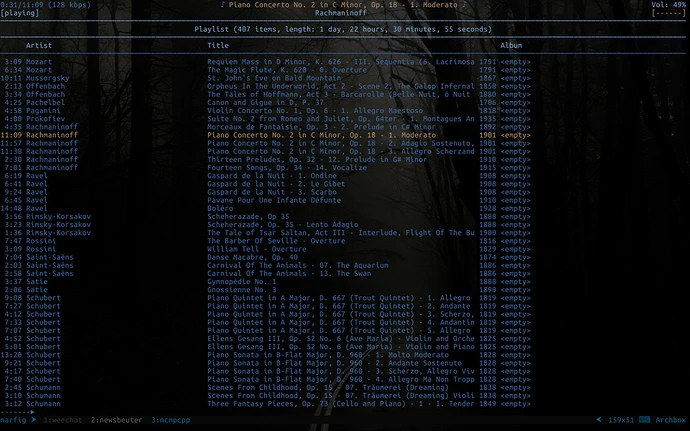 0:31/11:09 (128 kbps) ♪ Piano Concerto No. 2 in C Minor, Op. 18 - 1. Moderato ♪ Vol: 49%
[playing] Rachmaninoff [------]
Playlist (407 items, length: 1 day, 22 hours, 30 minutes, 55 seconds)
Artist Title Album
3:09 Mozart Requiem Mass in D Minor, K. 626 - III. Sequentia (6. Lacrimosa 1791 <empty>
6:34 Mozart The Magic Flute, K. 620 - 0. Overture 1791 <empty>
10:11 Mussorgsky St. John's Eve on Bald Mountain 1867 <empty>
2:13 Offenbach Orpheus In The Underworld, Act 2 - Scene 2: The Galop Infernal 1858 <empty>
3:34 Offenbach The Tales of Hoffmann, Act 3 - Barcarolle (Belle Nuit, 6 Nuit 1880 <empty>
4:25 Pachelbel Canon and Gigue in D, P. 37 1706 <empty>
4:58 Paganini Violin Concerto No. 1, Op. 6 - 1. Allegro Maestoso 1818 <empty>
4:00 Prokofiev Suite No. 2 from Romeo and Juliet, Op. 64ter - 1. Montagues An 1935 <empty>
4:35 Rachmaninoff Morceaux de Fantaisie, Op. 3 - 2. Prelude in C# Minor 1892 <empty>
11:09 Rachmaninoff Piano Concerto No. 2 in C Minor, Op. 18 - 1. Moderato 1901 <empty>
11:57 Rachmaninoff Piano Concerto No. 2 in C Minor, Op. 18 - 2. Adagio Sostenuto, 1901 <empty>
11:38 Rachmaninoff Piano Concerto No. 2 in C Minor, Op. 18 - 3. Allegro Scherzand 1901 <empty>
2:30 Rachmaninoff Thirteen Preludes, Op. 32 - 12. Prelude in G# Minor 1910 <empty>
7:01 Rachmaninoff Fourteen Songs, Op. 34 - 14. Vocalize 1915 <empty>
6:19 Ravel Gaspard de la Nuit - 1. Ondine 1908 <empty>
6:41 Ravel Gaspard de la Nuit - 2. Le Gibet 1908 <empty>
9:24 Ravel Gaspard de la Nuit - 3. Scarbo 1908 <empty>
6:45 Ravel Pavane Pour Une Infante Défunte 1910 <empty>
14:48 Ravel Boléro 1928 <empty>
3:56 Rimsky-Korsakov Scheherazade, Op 35 1888 <empty>
3:23 Rimsky-Korsakov Scheherazade, Op. 35 - Lento Adagio 1888 <empty>
3:36 Rimsky-Korsakov The Tale of Tsar Saltan, Act III - Interlude, Flight Of The Bu 1900 <empty>
7:47 Rossini The Barber Of Seville - Overture 1816 <empty>
3:09 Rossini William Tell - Overture 1829 <empty>
7:04 Saint-Saëns Danse Macabre, Op. 40 1874 <empty>
2:21 Saint-Saëns Carnival Of The Animals - 07. The Aquarium 1886 <empty>
2:58 Saint-Saëns Carnival Of The Animals - 13. The Swan 1886 <empty>
3:37 Satie Gymnopédie No. 1 1888 <empty>
2:06 Satie Gnossienne No. 3 1890 <empty>
9:08 Schubert Piano Quintet in A Major, D. 667 (Trout Quintet) - 1. Allegro 1819 <empty>
7:27 Schubert Piano Quintet in A Major, D. 667 (Trout Quintet) - 2. Andante 1819 <empty>
4:12 Schubert Piano Quintet in A Major, D. 667 (Trout Quintet) - 3. Scherzo, 1819 <empty>
7:33 Schubert Piano Quintet in A Major, D. 667 (Trout Quintet) - 4. Andantin 1819 <empty>
7:07 Schubert Piano Quintet in A Major, D. 667 (Trout Quintet) - 5. Allegro 1819 <empty>
4:52 Schubert Ellens Gesang III, Op. 52 No. 6 (Ave Maria) - Violin and Orche 1825 <empty>
5:01 Schubert Ellens Gesang III, Op. 52 No. 6 (Ave Maria) - Violin and Piano 1825 <empty>
13:20 Schubert Piano Sonata in B-Flat Major, D. 960 - 1. Molto Moderato 1828 <empty>
9:21 Schubert Piano Sonata in B-Flat Major, D. 960 - 2. Andante Sostenuto 1828 <empty>
4:17 Schubert Piano Sonata in B-Flat Major, D. 960 - 3. Scherzo, Allegro Viv 1828 <empty>
7:40 Schubert Piano Sonata in B-Flat Major, D. 960 - 4. Allegro Ma Non Tropp 1828 <empty>
2:45 Schumann Scenes From Childhood, Op. 15 - 07. Träumerei (Dreaming) 1838 <empty>
3:10 Schumann Scenes From Childhood, Op. 15 - 07. Träumerei (Dreaming) Violi 1838 <empty>
3:12 Schumann Three Fantasy Pieces, Op. 73 (Cello and Piano) - 1 - I. Tender 1849 <empty>
marfig 1:weechat 2:newsbeuter 3:ncmpcpp 159x51 Archbox